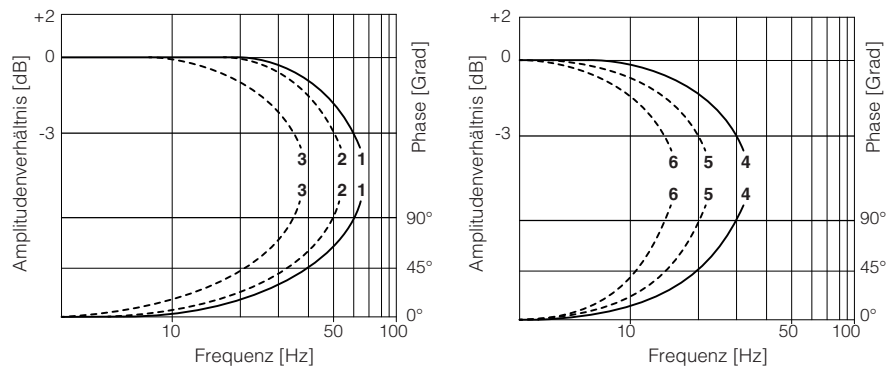 +2
0
-3
Amplitudenverhältnis [dB]
Phase [Grad]
3 2 1
3 2 1
90°
45°
0°
10 50 100
Frequenz [Hz]
+2
0
-3
Amplitudenverhältnis [dB]
Phase [Grad]
6 5 4
6 5 4
90°
45°
0°
10 50 100
Frequenz [Hz]